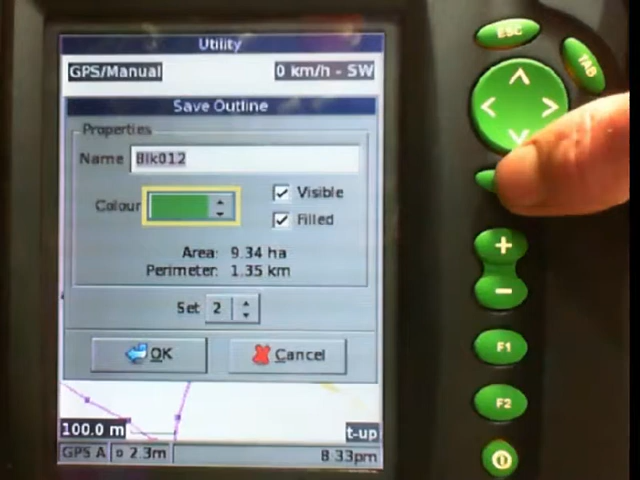 Utility
GPS/Manual 0 km/h - SW
Save Outline
Properties
Name Blk012
Colour
Visible
Filled
Area: 9.34 ha
Perimeter: 1.35 km
Set 2
OK Cancel
100.0 m t-up
GPS A 2.3m 8:33pm
ESC
TAB
+
−
F1
F2